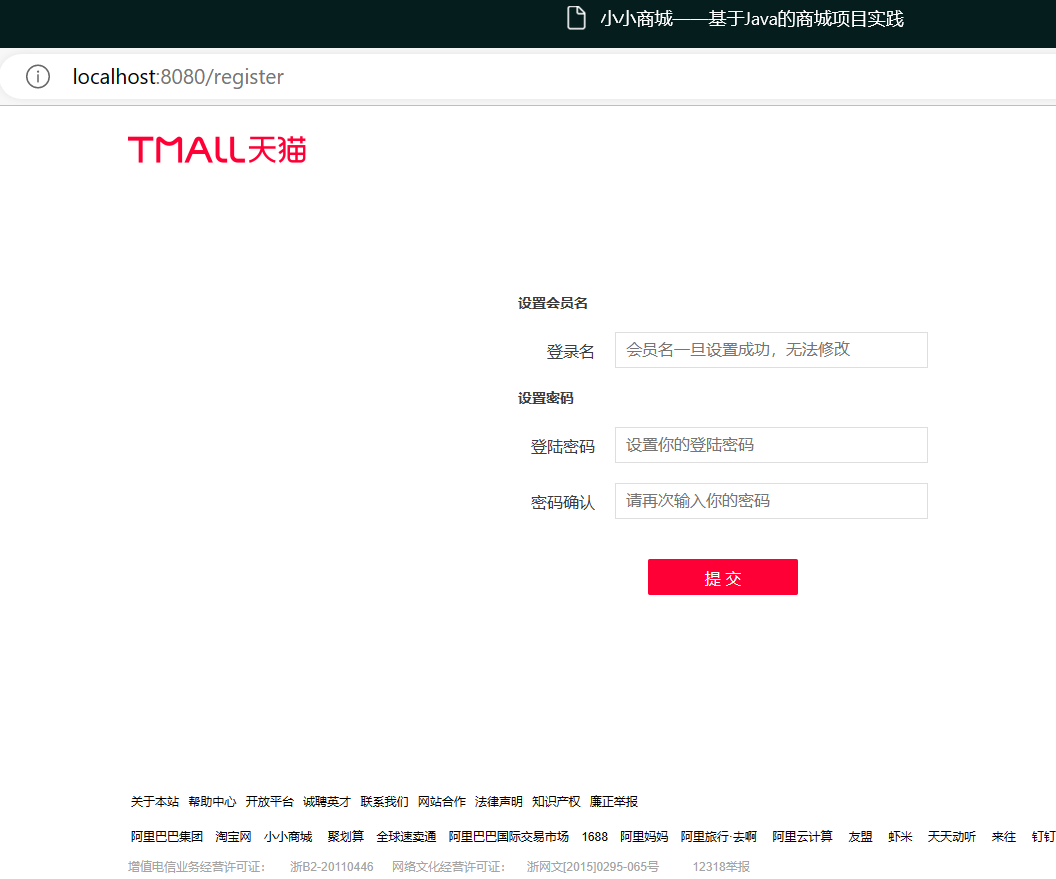 小小商城——基于Java的商城项目实践
localhost:8080/register
TMALL天猫
设置会员名
登录名 会员名一旦设置成功，无法修改
设置密码
登陆密码 设置你的登陆密码
密码确认 请再次输入你的密码
提 交
关于本站 帮助中心 开放平台 诚聘英才 联系我们 网站合作 法律声明 知识产权 廉正举报
阿里巴巴集团 淘宝网 小小商城 聚划算 全球速卖通 阿里巴巴国际交易市场 1688 阿里妈妈 阿里旅行·去啊 阿里云计算 友盟 虾米 天天动听 来往 钉钉
增值电信业务经营许可证： 浙B2-20110446 网络文化经营许可证： 浙网文[2015]0295-065号 12318举报